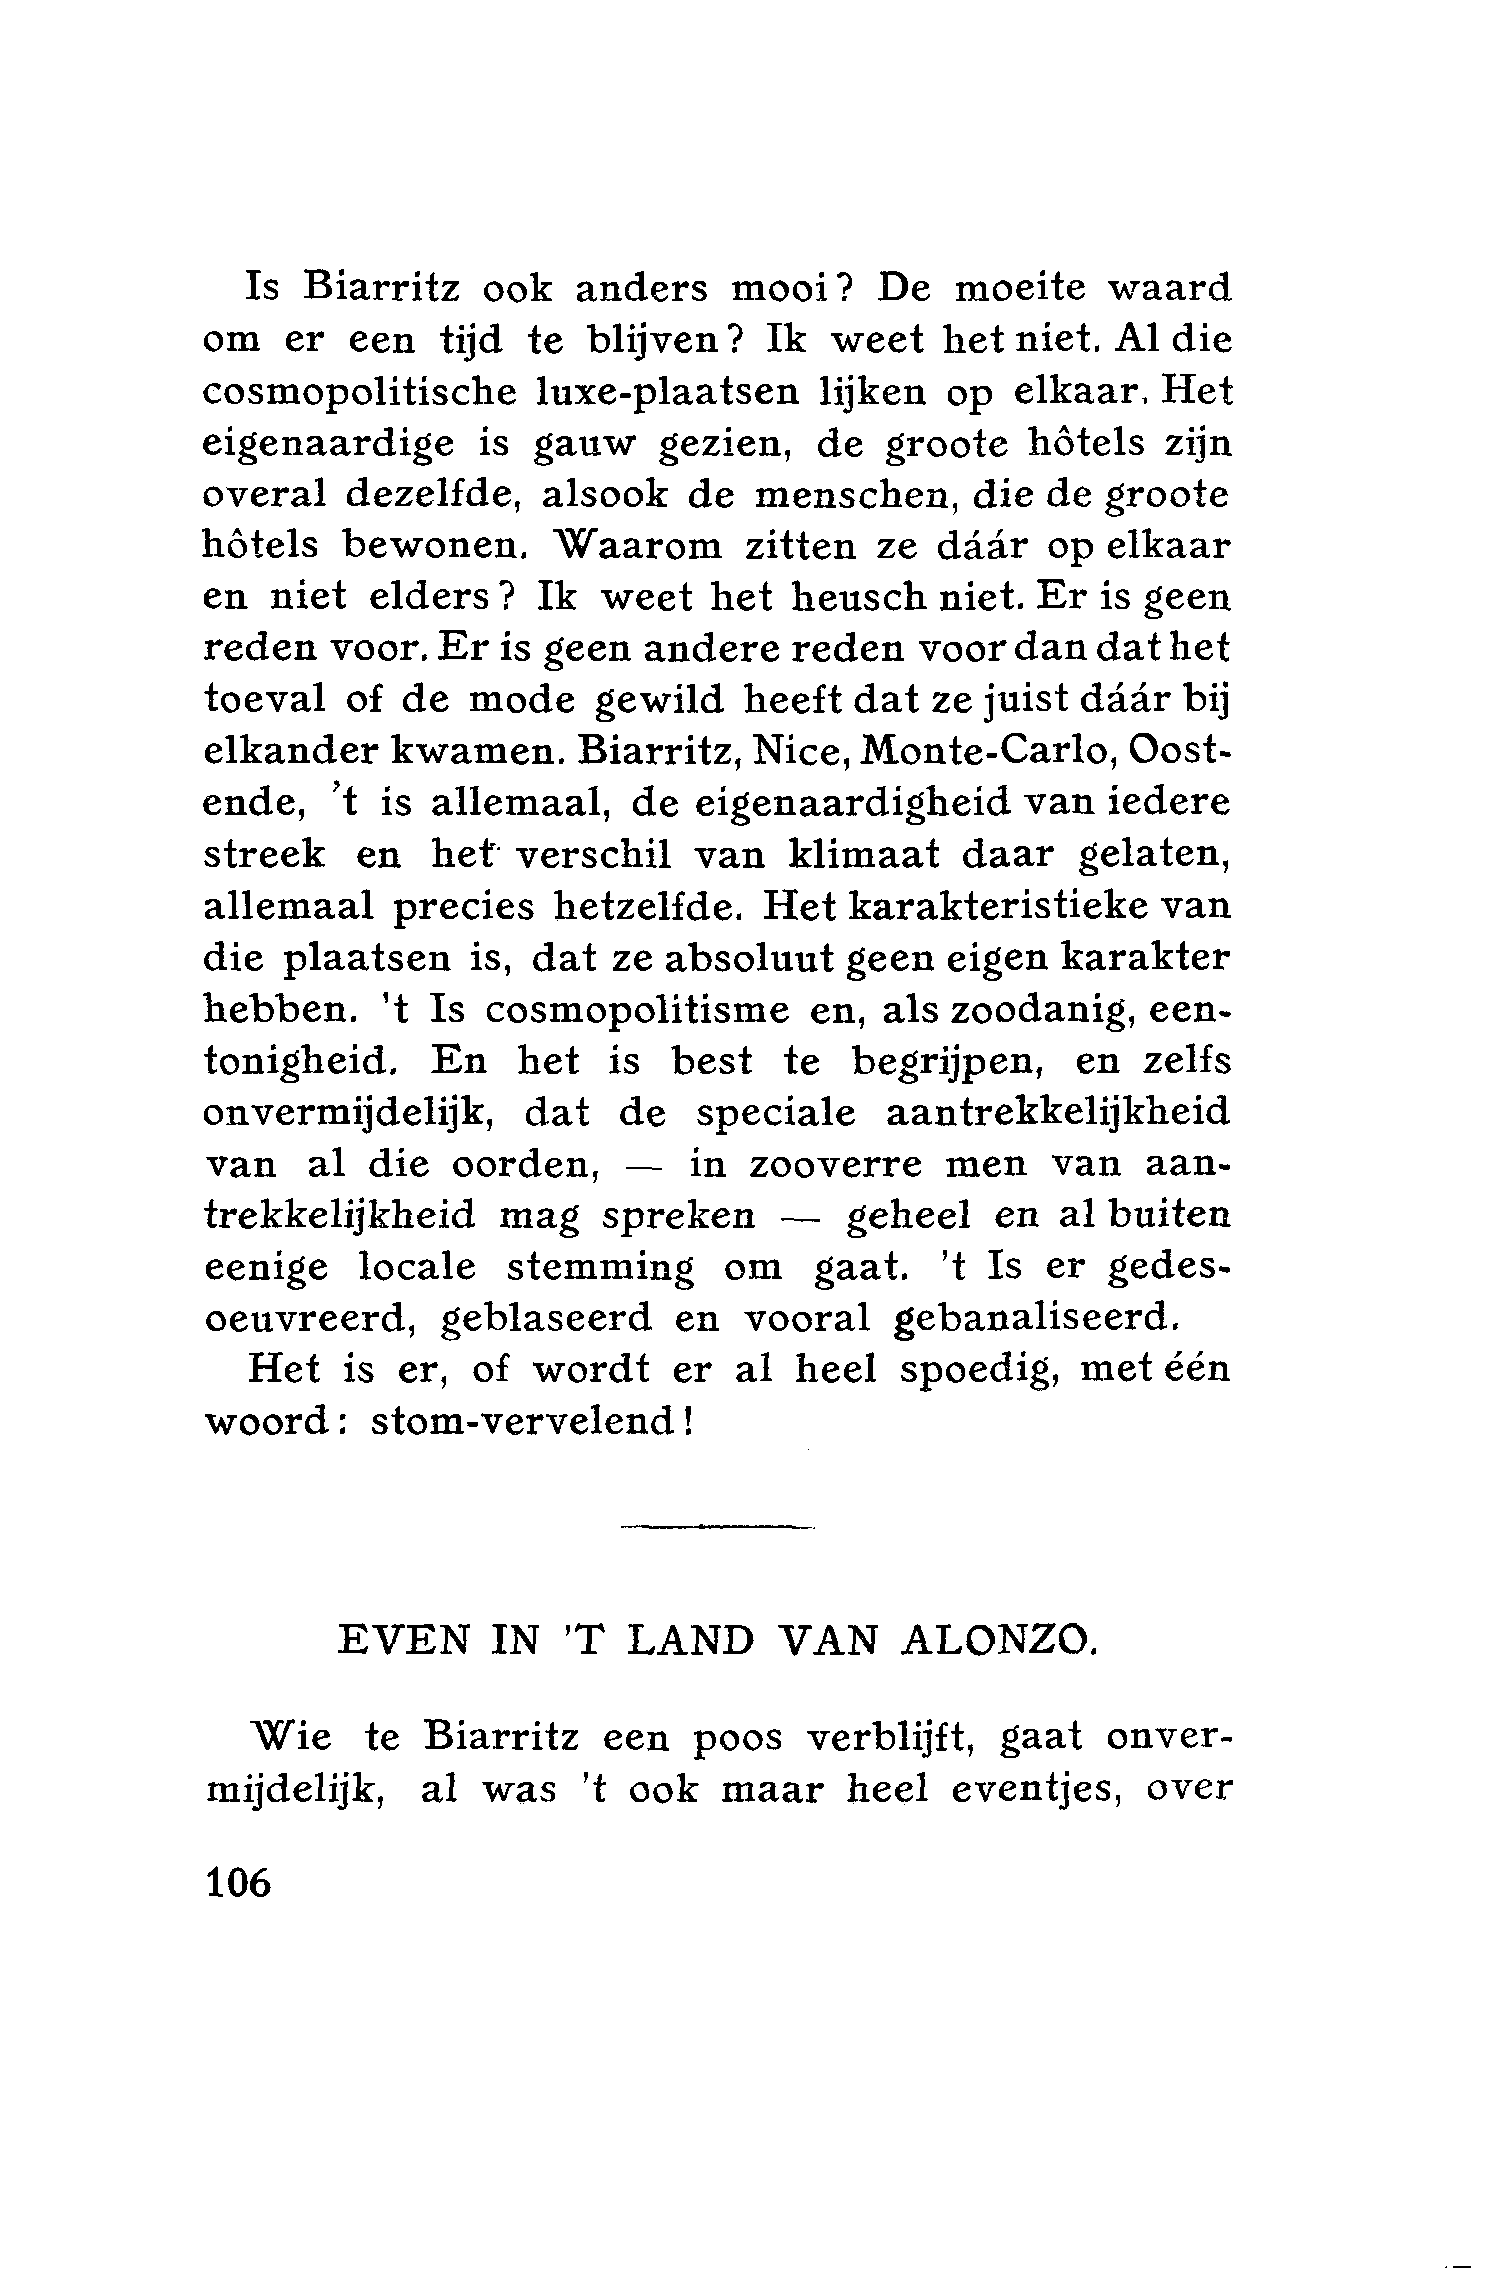 Is Biarritz ook anders mooi? De moeite waard
om er een tijd te blijven? Ik weet het niet. Al die
cosmopolitische luxe-plaatsen lijken op elkaar. Het
eigenaardige is gauw gezien, de groote hôtels zijn
overal dezelfde, alsook de menschen, die de groote
hôtels bewonen. Waarom zitten ze dáár op elkaar
en niet elders? Ik weet het heusch niet. Er is geen
reden voor. Er is geen andere reden voor dan dat het
toeval of de mode gewild heeft dat ze juist dáár bij
elkander kwamen. Biarritz, Nice, Monte-Carlo, Oost-
ende, 't is allemaal, de eigenaardigheid van iedere
streek en het verschil van klimaat daar gelaten,
allemaal precies hetzelfde. Het karakteristieke van
die plaatsen is, dat ze absoluut geen eigen karakter
hebben. 't Is cosmopolitisme en, als zoodanig, een-
tonigheid. En het is best te begrijpen, en zelfs
onvermijdelijk, dat de speciale aantrekkelijkheid
van al die oorden, — in zooverre men van aan-
trekkelijkheid mag spreken — geheel en al buiten
eenige locale stemming om gaat. 't Is er gedes-
oeuvreerd, geblaseerd en vooral gebanaliseerd.
Het is er, of wordt er al heel spoedig, met één
woord: stom-vervelend!
EVEN IN 'T LAND VAN ALONZO.
Wie te Biarritz een poos verblijft, gaat onver-
mijdelijk, al was 't ook maar heel eventjes, over
106